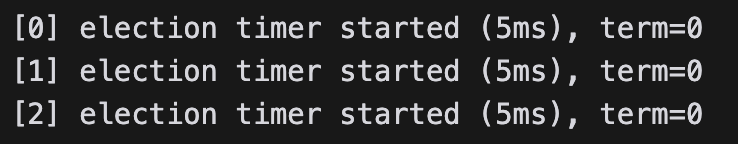 [0] election timer started (5ms), term=0
[1] election timer started (5ms), term=0
[2] election timer started (5ms), term=0